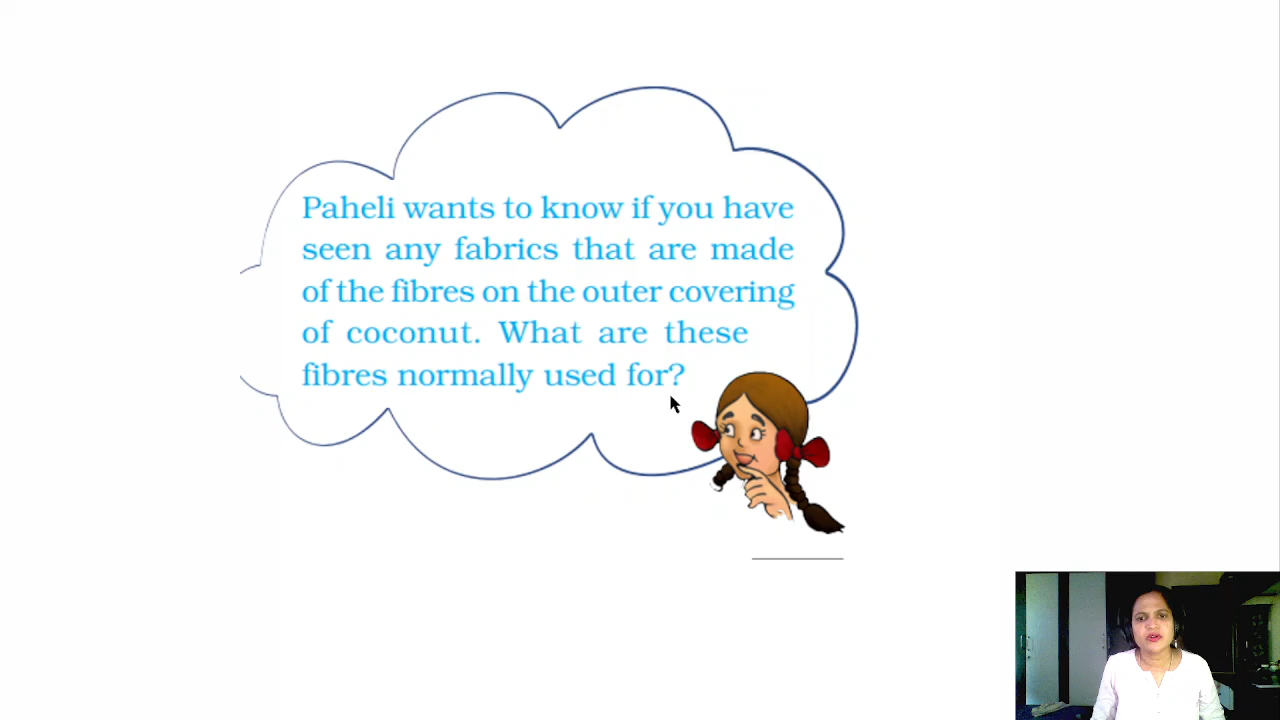 Paheli wants to know if you have
seen any fabrics that are made
of the fibres on the outer covering
of coconut. What are these
fibres normally used for?